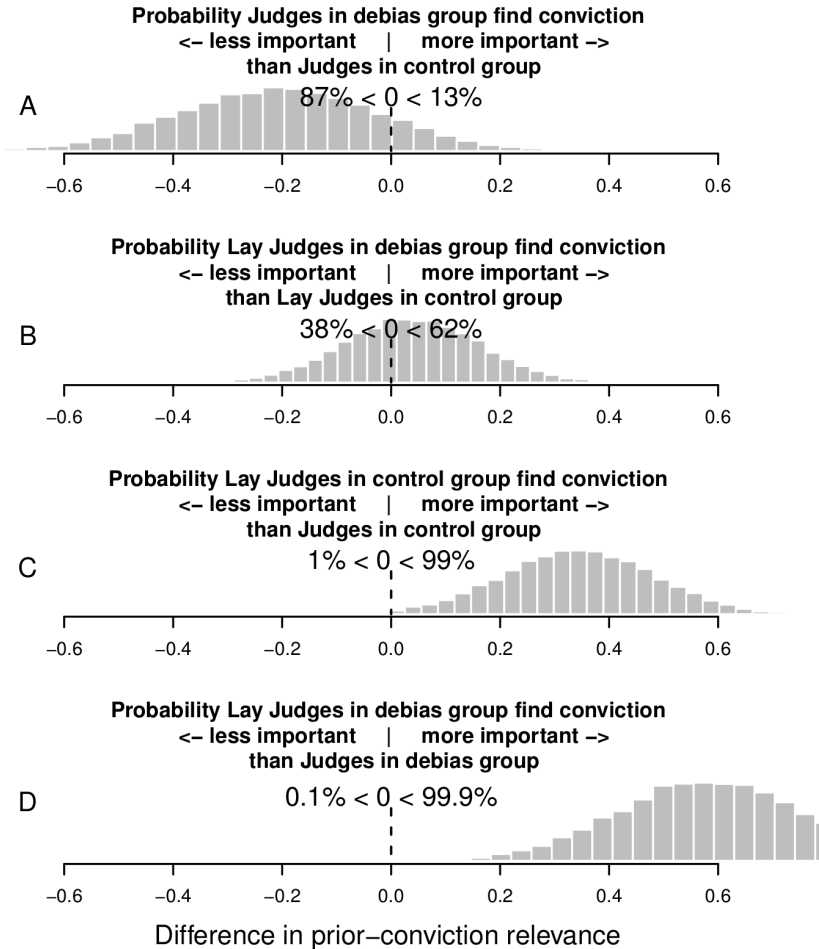 Probability Judges in debias group find conviction
<− less important | more important −>
than Judges in control group
A
87% < 0 < 13%
−0.6 −0.4 −0.2 0.0 0.2 0.4 0.6
Probability Lay Judges in debias group find conviction
<− less important | more important −>
than Lay Judges in control group
B
38% < 0 < 62%
−0.6 −0.4 −0.2 0.0 0.2 0.4 0.6
Probability Lay Judges in control group find conviction
<− less important | more important −>
than Judges in control group
C
1% < 0 < 99%
−0.6 −0.4 −0.2 0.0 0.2 0.4 0.6
Probability Lay Judges in debias group find conviction
<− less important | more important −>
than Judges in debias group
D
0.1% < 0 < 99.9%
−0.6 −0.4 −0.2 0.0 0.2 0.4 0.6
Difference in prior−conviction relevance